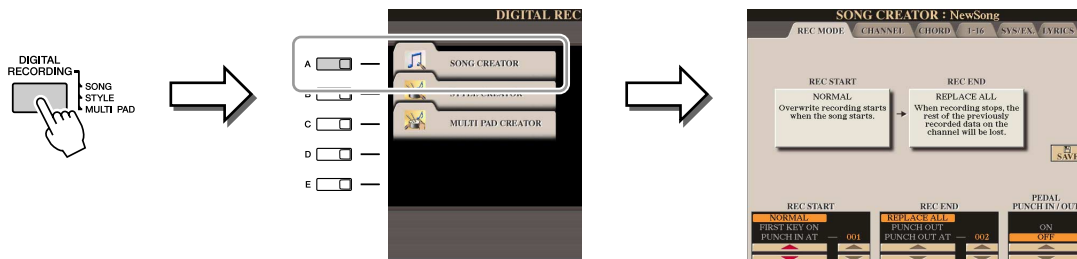 DIGITAL RECORDING
SONG
STYLE
MULTI PAD
DIGITAL REC
A
SONG CREATOR
B
STYLE CREATOR
C
MULTI PAD CREATOR
D
E
SONG CREATOR : NewSong
REC MODE CHANNEL CHORD 1-16 SYS/EX. LYRICS
REC START
NORMAL
Overwrite recording starts
when the song starts.
REC END
REPLACE ALL
When recording stops, the
rest of the previously
recorded data on the
channel will be lost.
SAVE
REC START
NORMAL
FIRST KEY ON
PUNCH IN AT — 001
REC END
REPLACE ALL
PUNCH OUT
PUNCH OUT AT — 002
PEDAL
PUNCH IN / OUT
ON
OFF